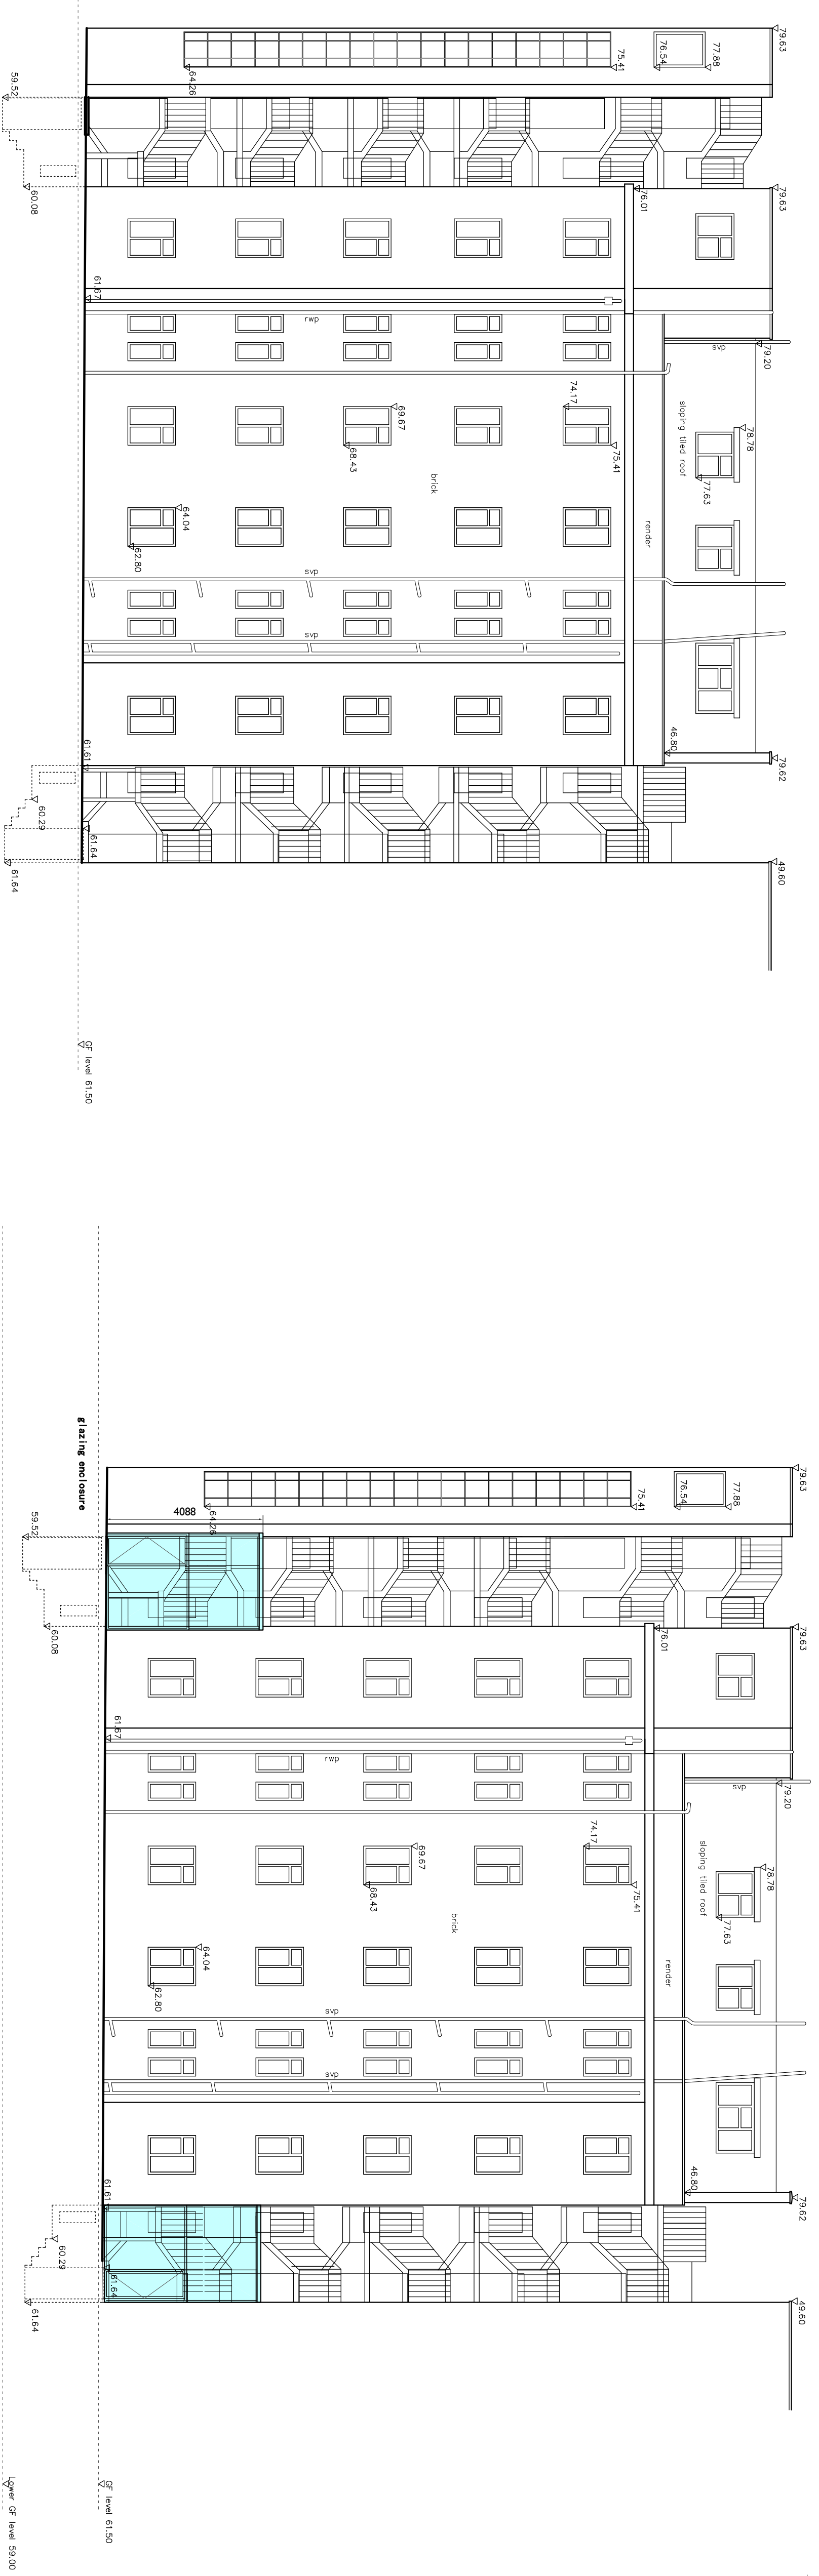 79.63
77.88
76.54
75.41
64.26
59.52
60.08
79.63
76.01
61.67
rwp
svp
79.20
74.17
69.67
75.41
68.43
sloping tiled roof
78.78
77.63
brick
render
64.04
62.80
svp
svp
46.80
79.62
61.61
60.29
61.64
61.64
49.60
GF level 61.50
glazing enclosure
79.63
77.88
76.54
75.41
64.26
4088
59.52
60.08
79.63
76.01
61.67
rwp
svp
79.20
74.17
69.67
75.41
68.43
sloping tiled roof
78.78
77.63
brick
render
64.04
62.80
svp
svp
46.80
79.62
61.61
60.29
61.64
61.64
49.60
GF level 61.50
Lower GF level 59.00